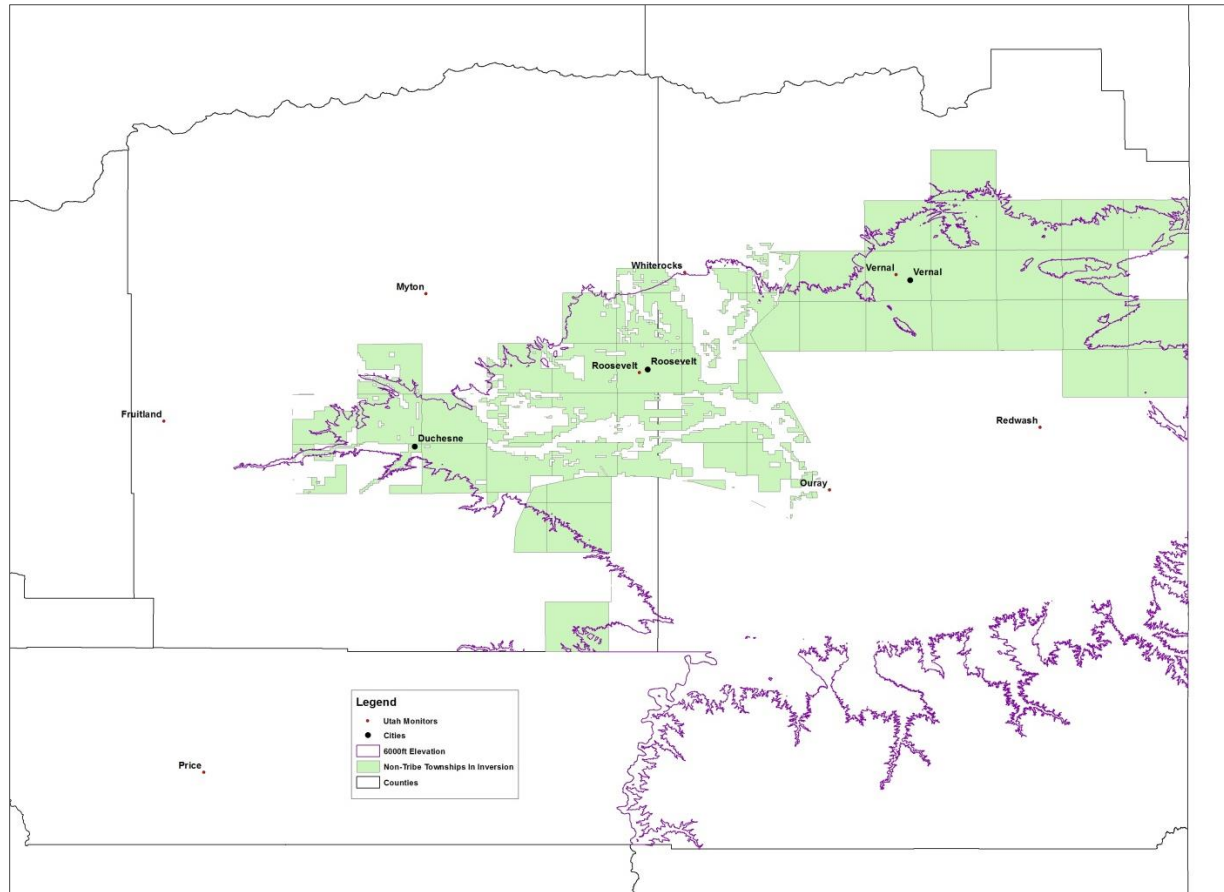 Whiterocks
Vernal
Vernal
Myton
Roosevelt
Roosevelt
Fruitland
Redwash
Duchesne
Ouray
Price
Legend
Utah Monitors
Cities
6000ft Elevation
Non-Tribe Townships In Inversion
Counties